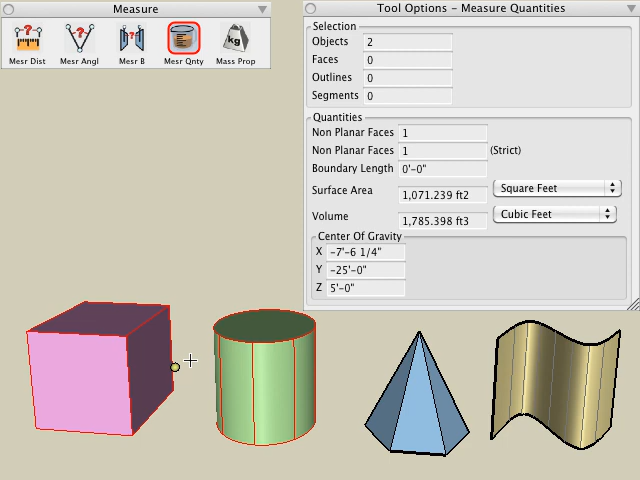 Measure
Mesr Dist
Mesr Angl
Mesr B
Mesr Qnty
kg
Mass Prop
Tool Options - Measure Quantities
Selection
Objects 2
Faces 0
Outlines 0
Segments 0
Quantities
Non Planar Faces 1
Non Planar Faces 1 (Strict)
Boundary Length 0'-0"
Surface Area 1,071.239 ft2 Square Feet
Volume 1,785.398 ft3 Cubic Feet
Center Of Gravity
X -7'-6 1/4"
Y -25'-0"
Z 5'-0"